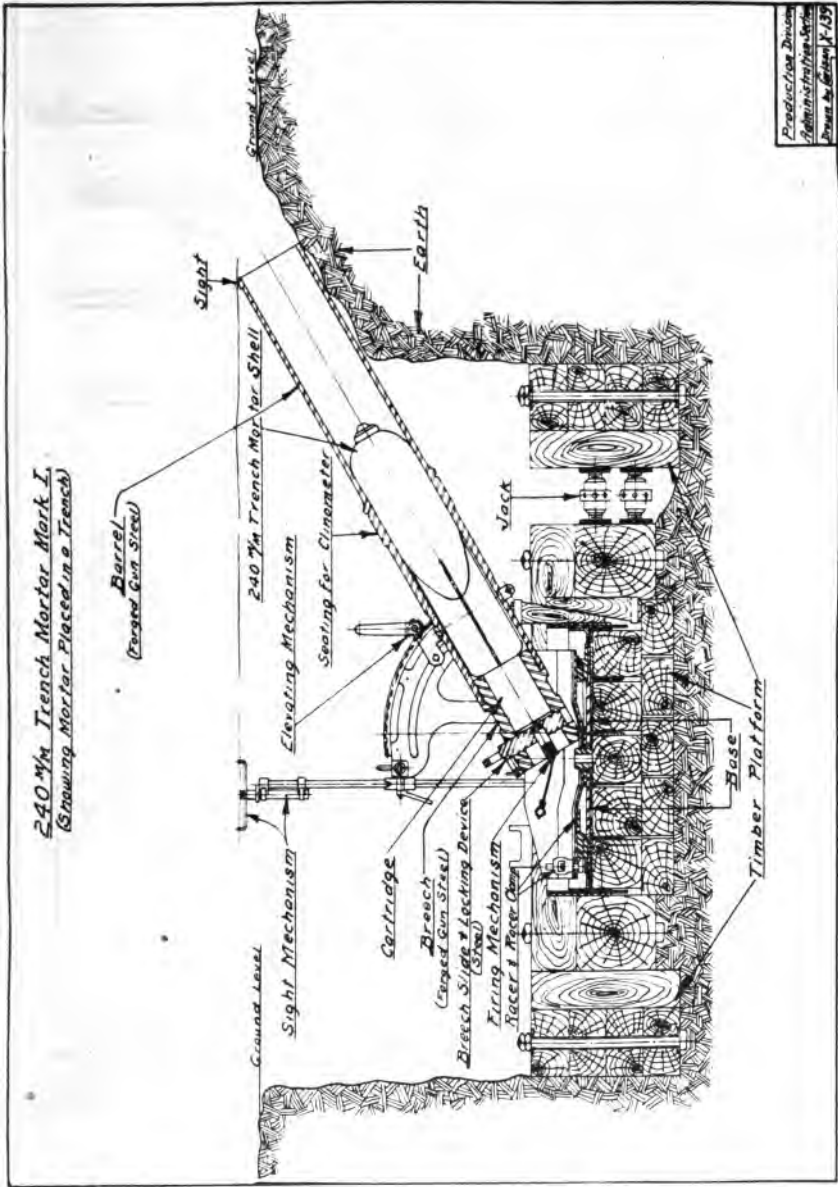 240 M/m Trench Mortar Mark I.
(Showing Mortar Placed in a Trench)
Barrel
(Forged Gun Steel)
Sight
Ground Level
240 M/m Trench Mortar Shell
Earth
Elevating Mechanism
Seating For Clinometer
Jack
Ground Level
Sight Mechanism
Cartridge
Breech
(Forged Gun Steel)
Breech Slide & Locking Device
(Steel)
Firing Mechanism
Racer & Racer
Base
Timber Platform
Production Division
Administration Section
Drawn by
X-139